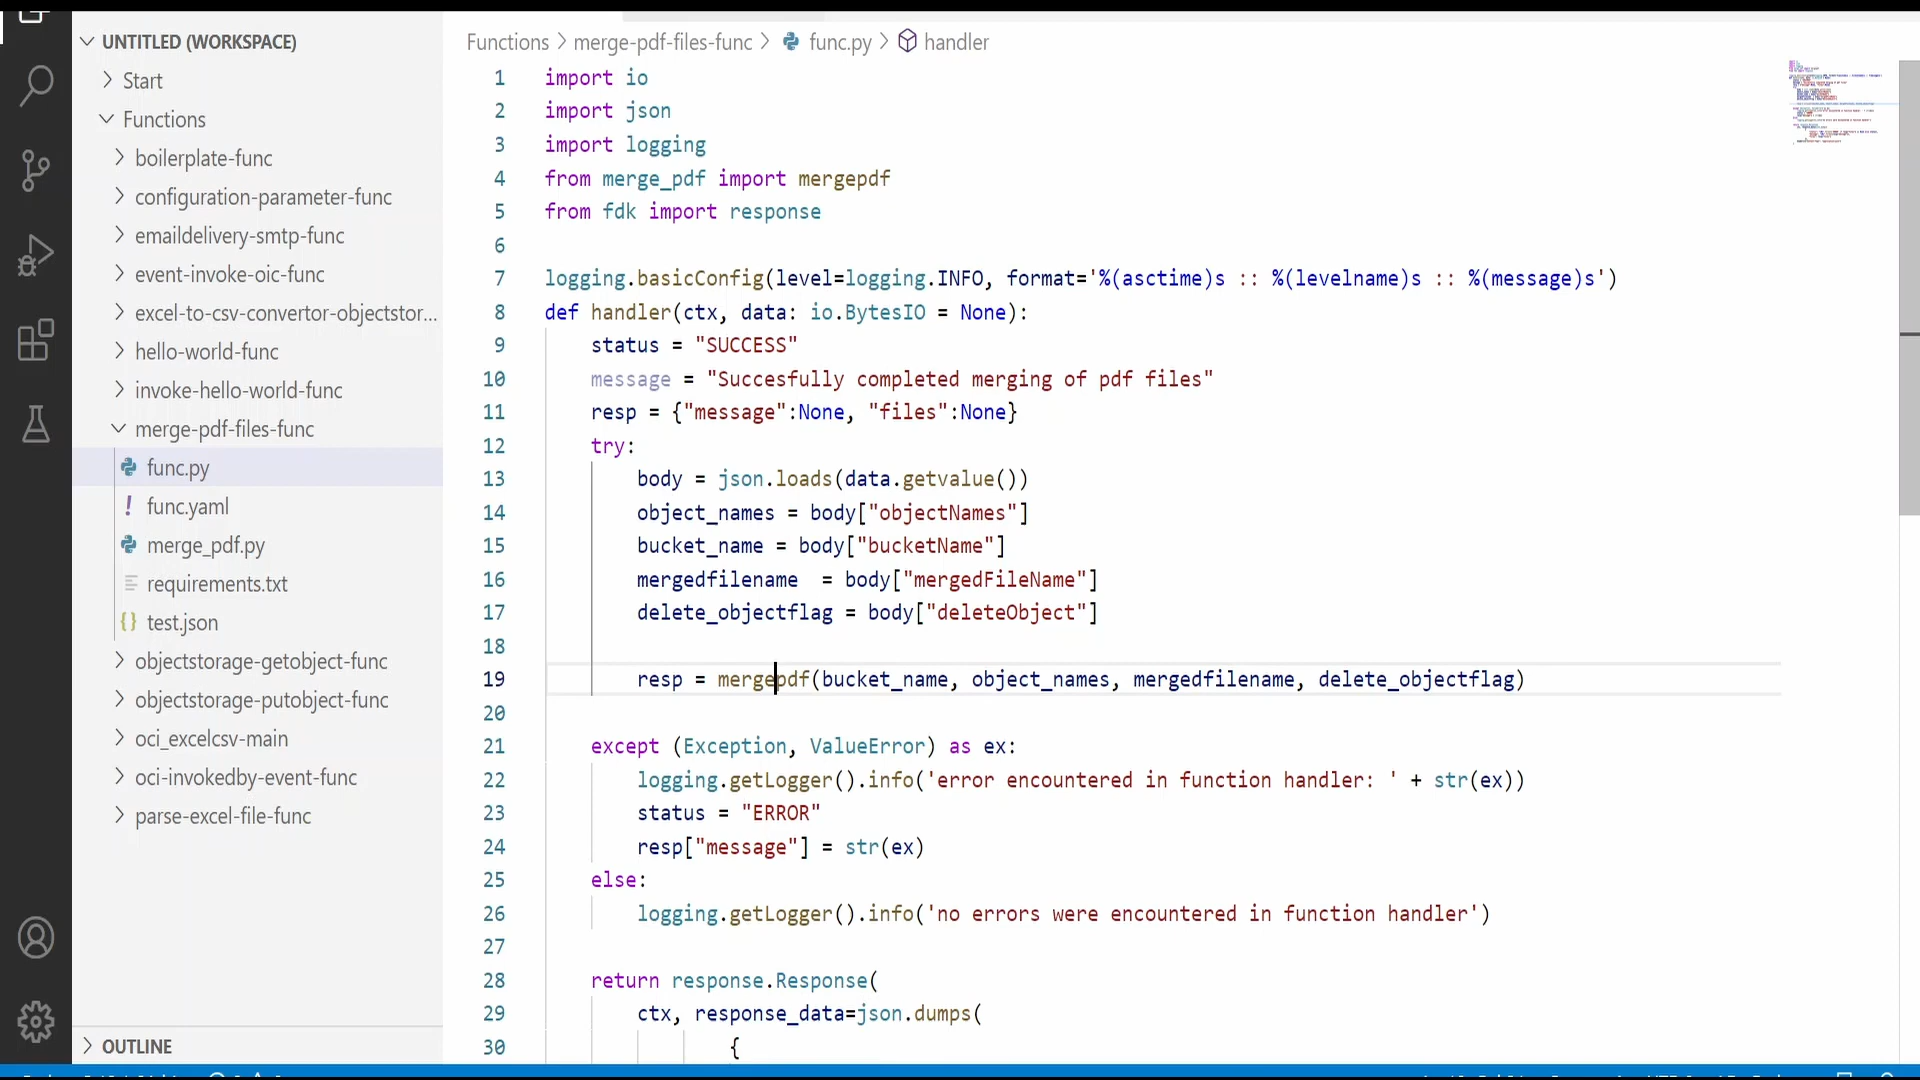 UNTITLED (WORKSPACE)
Start
Functions
boilerplate-func
configuration-parameter-func
emaildelivery-smtp-func
event-invoke-oic-func
excel-to-csv-convertor-objectstor...
hello-world-func
invoke-hello-world-func
merge-pdf-files-func
func.py
func.yaml
merge_pdf.py
requirements.txt
test.json
objectstorage-getobject-func
objectstorage-putobject-func
oci_excelcsv-main
oci-invokedby-event-func
parse-excel-file-func
OUTLINE
Functions > merge-pdf-files-func > func.py > handler
1 import io
2 import json
3 import logging
4 from merge_pdf import mergepdf
5 from fdk import response
6
7 logging.basicConfig(level=logging.INFO, format='%(asctime)s :: %(levelname)s :: %(message)s')
8 def handler(ctx, data: io.BytesIO = None):
9 status = "SUCCESS"
10 message = "Succesfully completed merging of pdf files"
11 resp = {"message":None, "files":None}
12 try:
13 body = json.loads(data.getvalue())
14 object_names = body["objectNames"]
15 bucket_name = body["bucketName"]
16 mergedfilename  = body["mergedFileName"]
17 delete_objectflag = body["deleteObject"]
18
19 resp = mergepdf(bucket_name, object_names, mergedfilename, delete_objectflag)
20
21 except (Exception, ValueError) as ex:
22 logging.getLogger().info('error encountered in function handler: ' + str(ex))
23 status = "ERROR"
24 resp["message"] = str(ex)
25 else:
26 logging.getLogger().info('no errors were encountered in function handler')
27
28 return response.Response(
29 ctx, response_data=json.dumps(
30 {